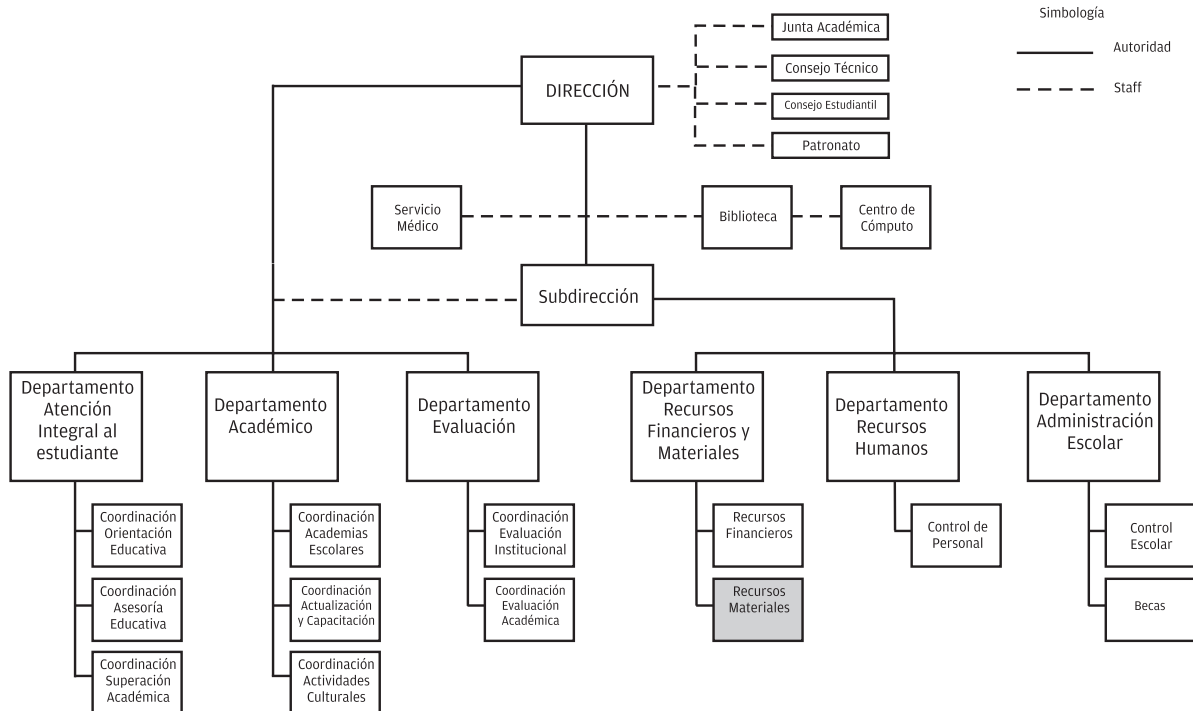 Simbología
Autoridad
Staff
Junta Académica
Consejo Técnico
Consejo Estudiantil
Patronato
DIRECCIÓN
Servicio
Médico
Biblioteca
Centro de
Cómputo
Subdirección
Departamento
Atención
Integral al
estudiante
Departamento
Académico
Departamento
Evaluación
Departamento
Recursos
Financieros y
Materiales
Departamento
Recursos
Humanos
Departamento
Administración
Escolar
Coordinación
Orientación
Educativa
Coordinación
Asesoría
Educativa
Coordinación
Superación
Académica
Coordinación
Academias
Escolares
Coordinación
Actualización
y Capacitación
Coordinación
Actividades
Culturales
Coordinación
Evaluación
Institucional
Coordinación
Evaluación
Académica
Recursos
Financieros
Recursos
Materiales
Control de
Personal
Control
Escolar
Becas